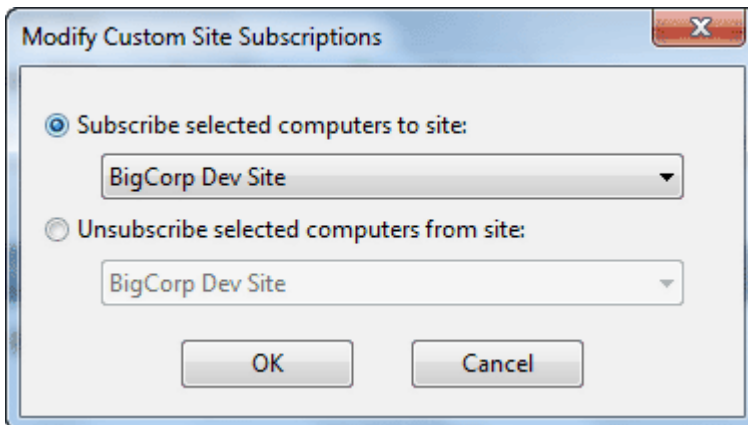 Modify Custom Site Subscriptions
Subscribe selected computers to site:
BigCorp Dev Site
Unsubscribe selected computers from site:
BigCorp Dev Site
OK Cancel